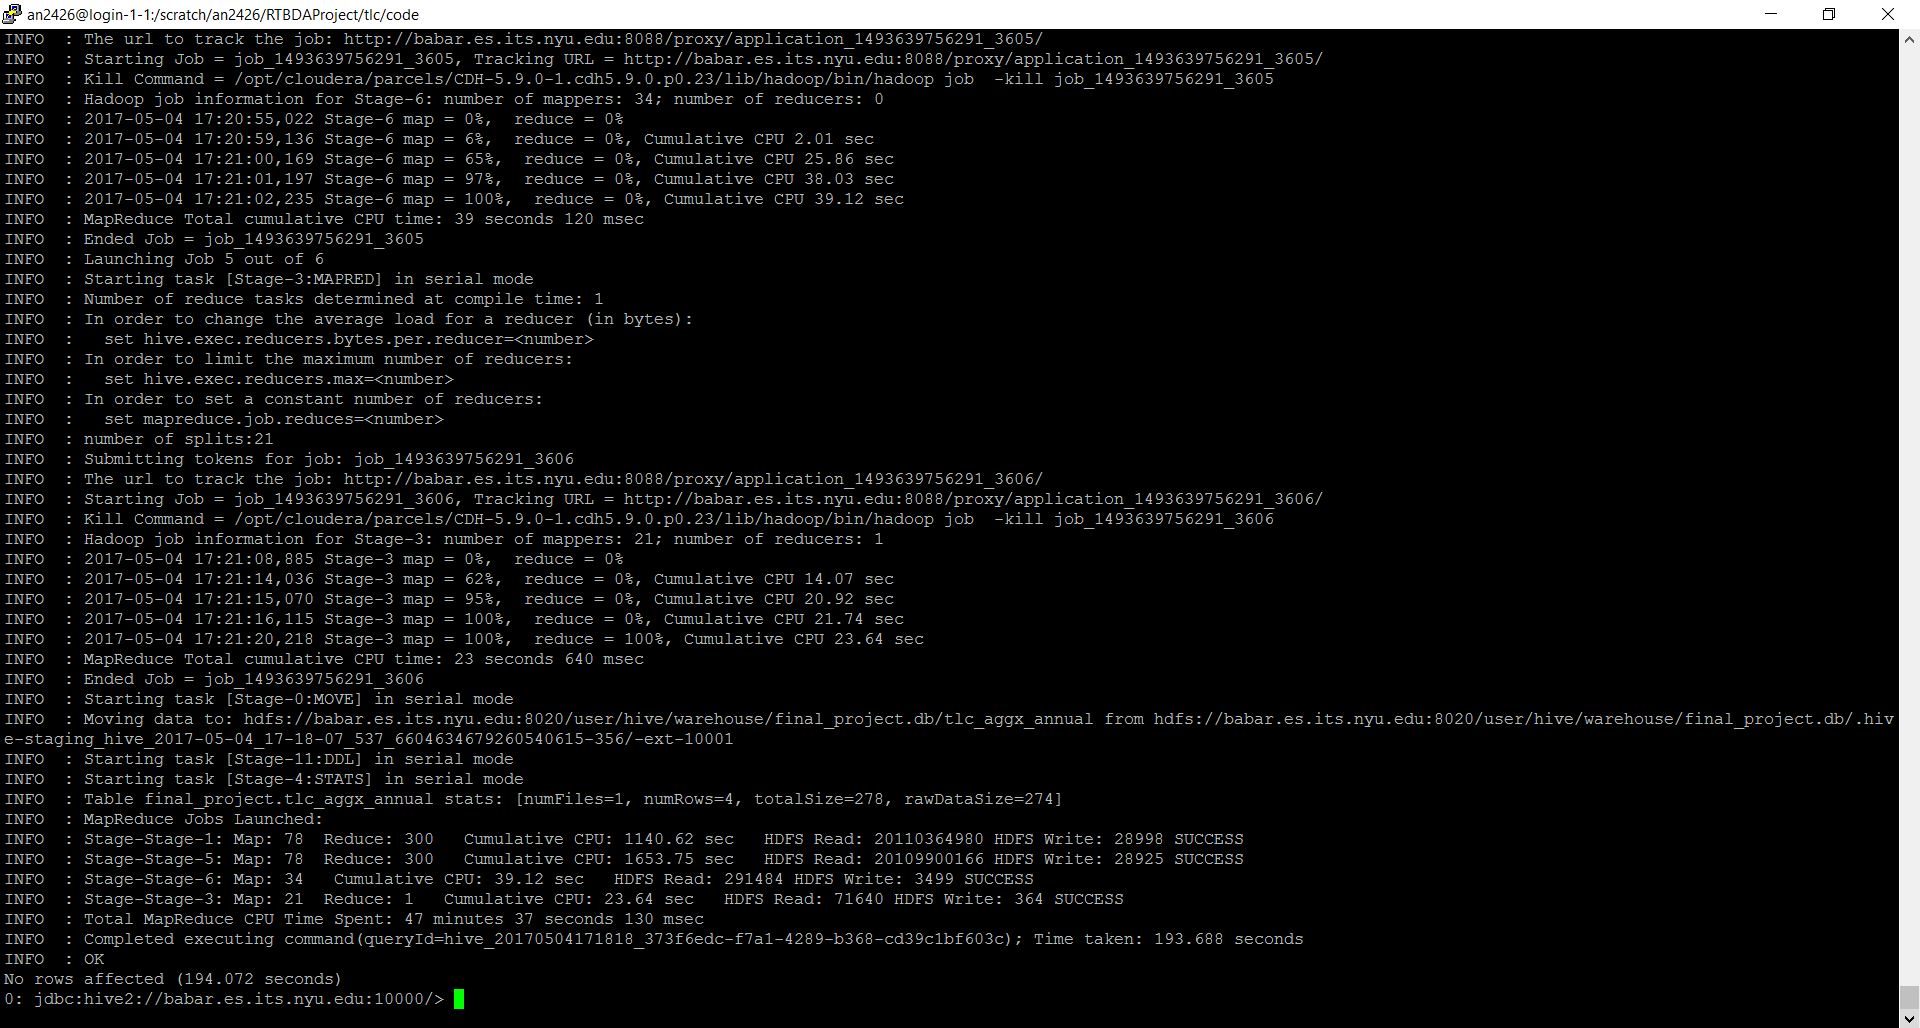 an2426@login-1-1:/scratch/an2426/RTBDAProject/tlc/code
INFO  : The url to track the job: http://babar.es.its.nyu.edu:8088/proxy/application_1493639756291_3605/
INFO  : Starting Job = job_1493639756291_3605, Tracking URL = http://babar.es.its.nyu.edu:8088/proxy/application_1493639756291_3605/
INFO  : Kill Command = /opt/cloudera/parcels/CDH-5.9.0-1.cdh5.9.0.p0.23/lib/hadoop/bin/hadoop job  -kill job_1493639756291_3605
INFO  : Hadoop job information for Stage-6: number of mappers: 34; number of reducers: 0
INFO  : 2017-05-04 17:20:55,022 Stage-6 map = 0%,  reduce = 0%
INFO  : 2017-05-04 17:20:59,136 Stage-6 map = 6%,  reduce = 0%, Cumulative CPU 2.01 sec
INFO  : 2017-05-04 17:21:00,169 Stage-6 map = 65%,  reduce = 0%, Cumulative CPU 25.86 sec
INFO  : 2017-05-04 17:21:01,197 Stage-6 map = 97%,  reduce = 0%, Cumulative CPU 38.03 sec
INFO  : 2017-05-04 17:21:02,235 Stage-6 map = 100%,  reduce = 0%, Cumulative CPU 39.12 sec
INFO  : MapReduce Total cumulative CPU time: 39 seconds 120 msec
INFO  : Ended Job = job_1493639756291_3605
INFO  : Launching Job 5 out of 6
INFO  : Starting task [Stage-3:MAPRED] in serial mode
INFO  : Number of reduce tasks determined at compile time: 1
INFO  : In order to change the average load for a reducer (in bytes):
INFO  :   set hive.exec.reducers.bytes.per.reducer=<number>
INFO  : In order to limit the maximum number of reducers:
INFO  :   set hive.exec.reducers.max=<number>
INFO  : In order to set a constant number of reducers:
INFO  :   set mapreduce.job.reduces=<number>
INFO  : number of splits:21
INFO  : Submitting tokens for job: job_1493639756291_3606
INFO  : The url to track the job: http://babar.es.its.nyu.edu:8088/proxy/application_1493639756291_3606/
INFO  : Starting Job = job_1493639756291_3606, Tracking URL = http://babar.es.its.nyu.edu:8088/proxy/application_1493639756291_3606/
INFO  : Kill Command = /opt/cloudera/parcels/CDH-5.9.0-1.cdh5.9.0.p0.23/lib/hadoop/bin/hadoop job  -kill job_1493639756291_3606
INFO  : Hadoop job information for Stage-3: number of mappers: 21; number of reducers: 1
INFO  : 2017-05-04 17:21:08,885 Stage-3 map = 0%,  reduce = 0%
INFO  : 2017-05-04 17:21:14,036 Stage-3 map = 62%,  reduce = 0%, Cumulative CPU 14.07 sec
INFO  : 2017-05-04 17:21:15,070 Stage-3 map = 95%,  reduce = 0%, Cumulative CPU 20.92 sec
INFO  : 2017-05-04 17:21:16,115 Stage-3 map = 100%,  reduce = 0%, Cumulative CPU 21.74 sec
INFO  : 2017-05-04 17:21:20,218 Stage-3 map = 100%,  reduce = 100%, Cumulative CPU 23.64 sec
INFO  : MapReduce Total cumulative CPU time: 23 seconds 640 msec
INFO  : Ended Job = job_1493639756291_3606
INFO  : Starting task [Stage-0:MOVE] in serial mode
INFO  : Moving data to: hdfs://babar.es.its.nyu.edu:8020/user/hive/warehouse/final_project.db/tlc_aggx_annual from hdfs://babar.es.its.nyu.edu:8020/user/hive/warehouse/final_project.db/.hiv
e-staging_hive_2017-05-04_17-18-07_537_6604634679260540615-356/-ext-10001
INFO  : Starting task [Stage-11:DDL] in serial mode
INFO  : Starting task [Stage-4:STATS] in serial mode
INFO  : Table final_project.tlc_aggx_annual stats: [numFiles=1, numRows=4, totalSize=278, rawDataSize=274]
INFO  : MapReduce Jobs Launched:
INFO  : Stage-Stage-1: Map: 78  Reduce: 300   Cumulative CPU: 1140.62 sec   HDFS Read: 20110364980 HDFS Write: 28998 SUCCESS
INFO  : Stage-Stage-5: Map: 78  Reduce: 300   Cumulative CPU: 1653.75 sec   HDFS Read: 20109900166 HDFS Write: 28925 SUCCESS
INFO  : Stage-Stage-6: Map: 34   Cumulative CPU: 39.12 sec   HDFS Read: 291484 HDFS Write: 3499 SUCCESS
INFO  : Stage-Stage-3: Map: 21  Reduce: 1   Cumulative CPU: 23.64 sec   HDFS Read: 71640 HDFS Write: 364 SUCCESS
INFO  : Total MapReduce CPU Time Spent: 47 minutes 37 seconds 130 msec
INFO  : Completed executing command(queryId=hive_20170504171818_373f6edc-f7a1-4289-b368-cd39c1bf603c); Time taken: 193.688 seconds
INFO  : OK
No rows affected (194.072 seconds)
0: jdbc:hive2://babar.es.its.nyu.edu:10000/>